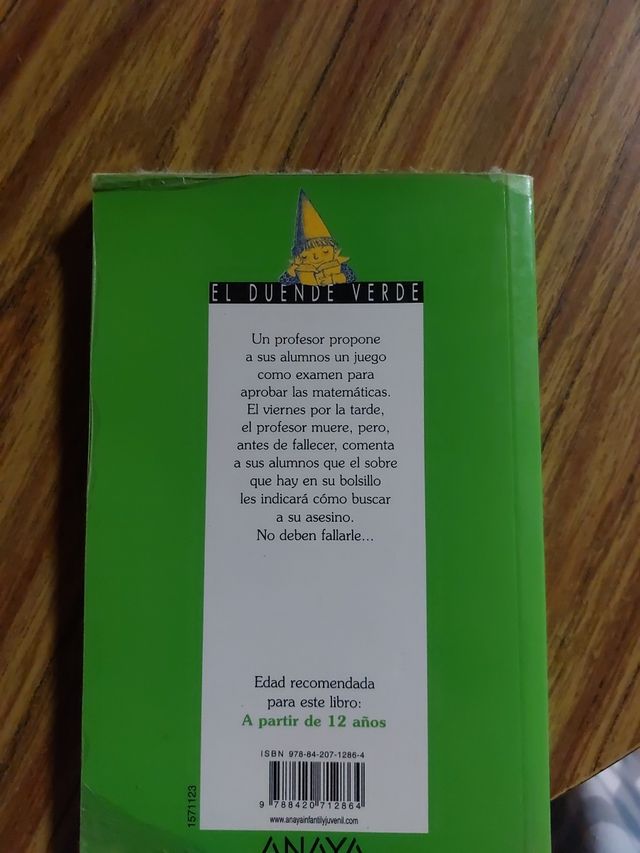 EL DUENDE VERDE
Un profesor propone
a sus alumnos un juego
como examen para
aprobar las matemáticas.
El viernes por la tarde,
el profesor muere, pero,
antes de fallecer, comenta
a sus alumnos que el sobre
que hay en su bolsillo
les indicará cómo buscar
a su asesino.
No deben fallarle...
Edad recomendada
para este libro:
A partir de 12 años
ISBN 978-84-207-1286-4
9 788420 712864
1571123
www.anayainfantilyjuvenil.com
ANAYA